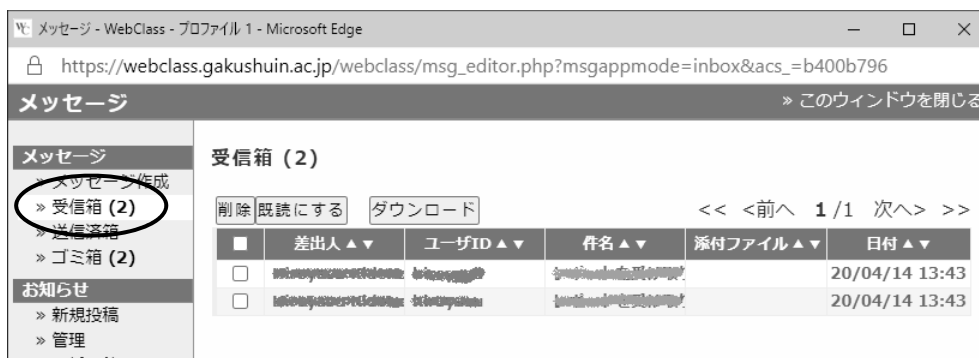 メッセージ - WebClass - プロファイル 1 - Microsoft Edge
https://webclass.gakushuin.ac.jp/webclass/msg_editor.php?msgappmode=inbox&acs_=b400b796
メッセージ
» このウィンドウを閉じる
メッセージ
» メッセージ作成
» 受信箱 (2)
» 送信済箱
» ゴミ箱 (2)
お知らせ
» 新規投稿
» 管理
受信箱 (2)
削除 既読にする ダウンロード << <前へ 1/1 次へ> >>
差出人▲▼ ユーザID▲▼ 件名▲▼ 添付ファイル▲▼ 日付▲▼
20/04/14 13:43
20/04/14 13:43